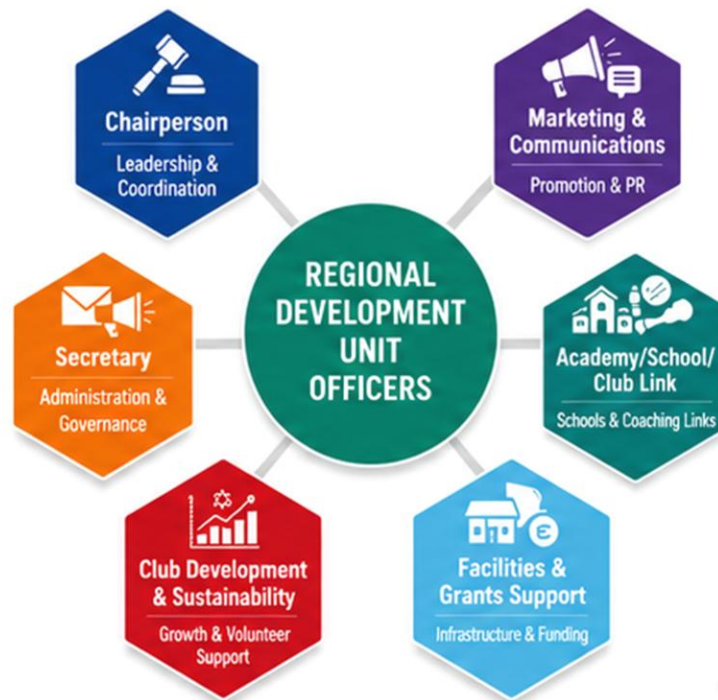 Chairperson
Leadership &
Coordination
Marketing &
Communications
Promotion & PR
REGIONAL
DEVELOPMENT
UNIT
OFFICERS
Secretary
Administration &
Governance
Academy/School/
Club Link
Schools & Coaching Links
Club Development
& Sustainability
Growth & Volunteer
Support
Facilities &
Grants Support
Infrastructure & Funding